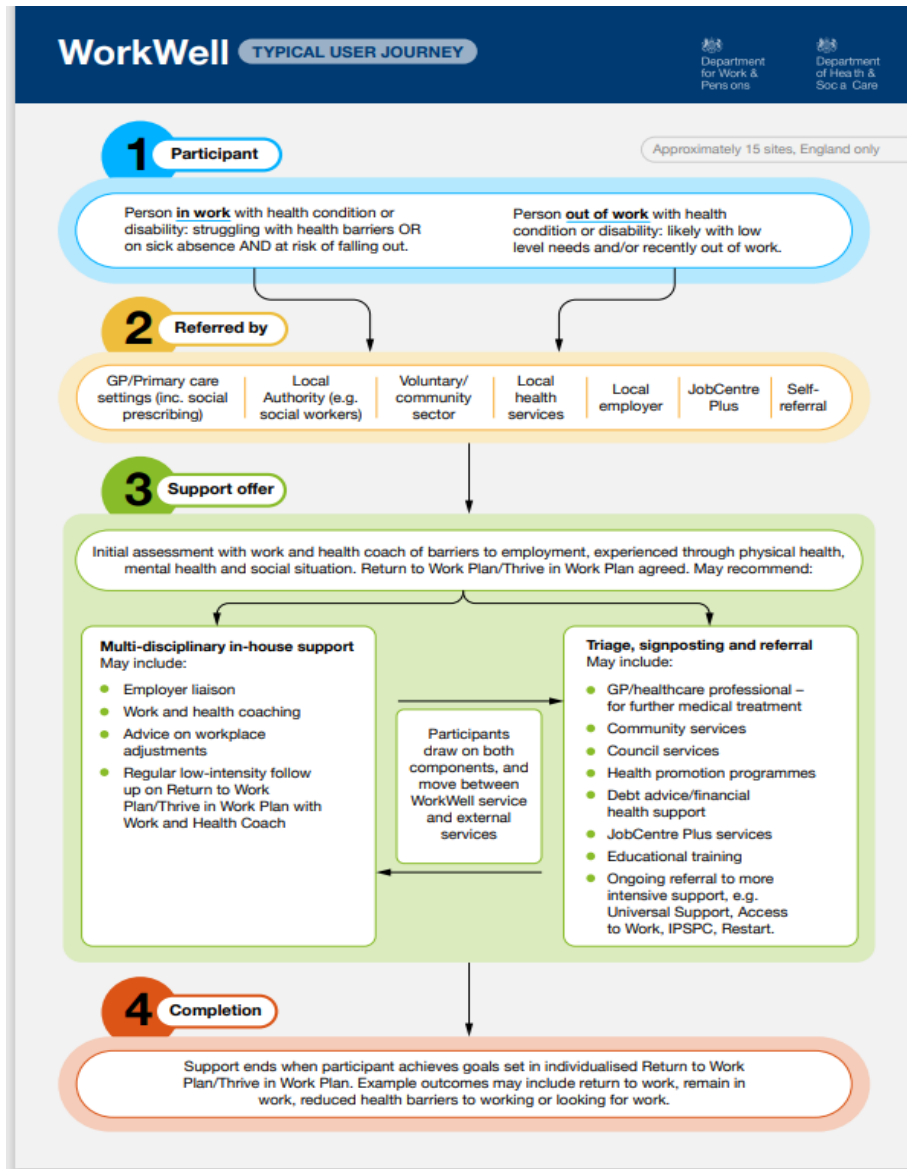 WorkWell TYPICAL USER JOURNEY
Department
for Work &
Pens ons
Department
of Hea th &
Soc a Care
1 Participant
Approximately 15 sites, England only
Person in work with health condition or
disability: struggling with health barriers OR
on sick absence AND at risk of falling out.
Person out of work with health
condition or disability: likely with low
level needs and/or recently out of work.
2 Referred by
GP/Primary care
settings (inc. social
prescribing)
Local
Authority (e.g.
social workers)
Voluntary/
community
sector
Local
health
services
Local
employer
JobCentre
Plus
Self-
referral
3 Support offer
Initial assessment with work and health coach of barriers to employment, experienced through physical health,
mental health and social situation. Return to Work Plan/Thrive in Work Plan agreed. May recommend:
Multi-disciplinary in-house support
May include:
Employer liaison
Work and health coaching
Advice on workplace
adjustments
Regular low-intensity follow
up on Return to Work
Plan/Thrive in Work Plan with
Work and Health Coach
Participants
draw on both
components, and
move between
WorkWell service
and external
services
Triage, signposting and referral
May include:
GP/healthcare professional –
for further medical treatment
Community services
Council services
Health promotion programmes
Debt advice/financial
health support
JobCentre Plus services
Educational training
Ongoing referral to more
intensive support, e.g.
Universal Support, Access
to Work, IPSPC, Restart.
4 Completion
Support ends when participant achieves goals set in individualised Return to Work
Plan/Thrive in Work Plan. Example outcomes may include return to work, remain in
work, reduced health barriers to working or looking for work.